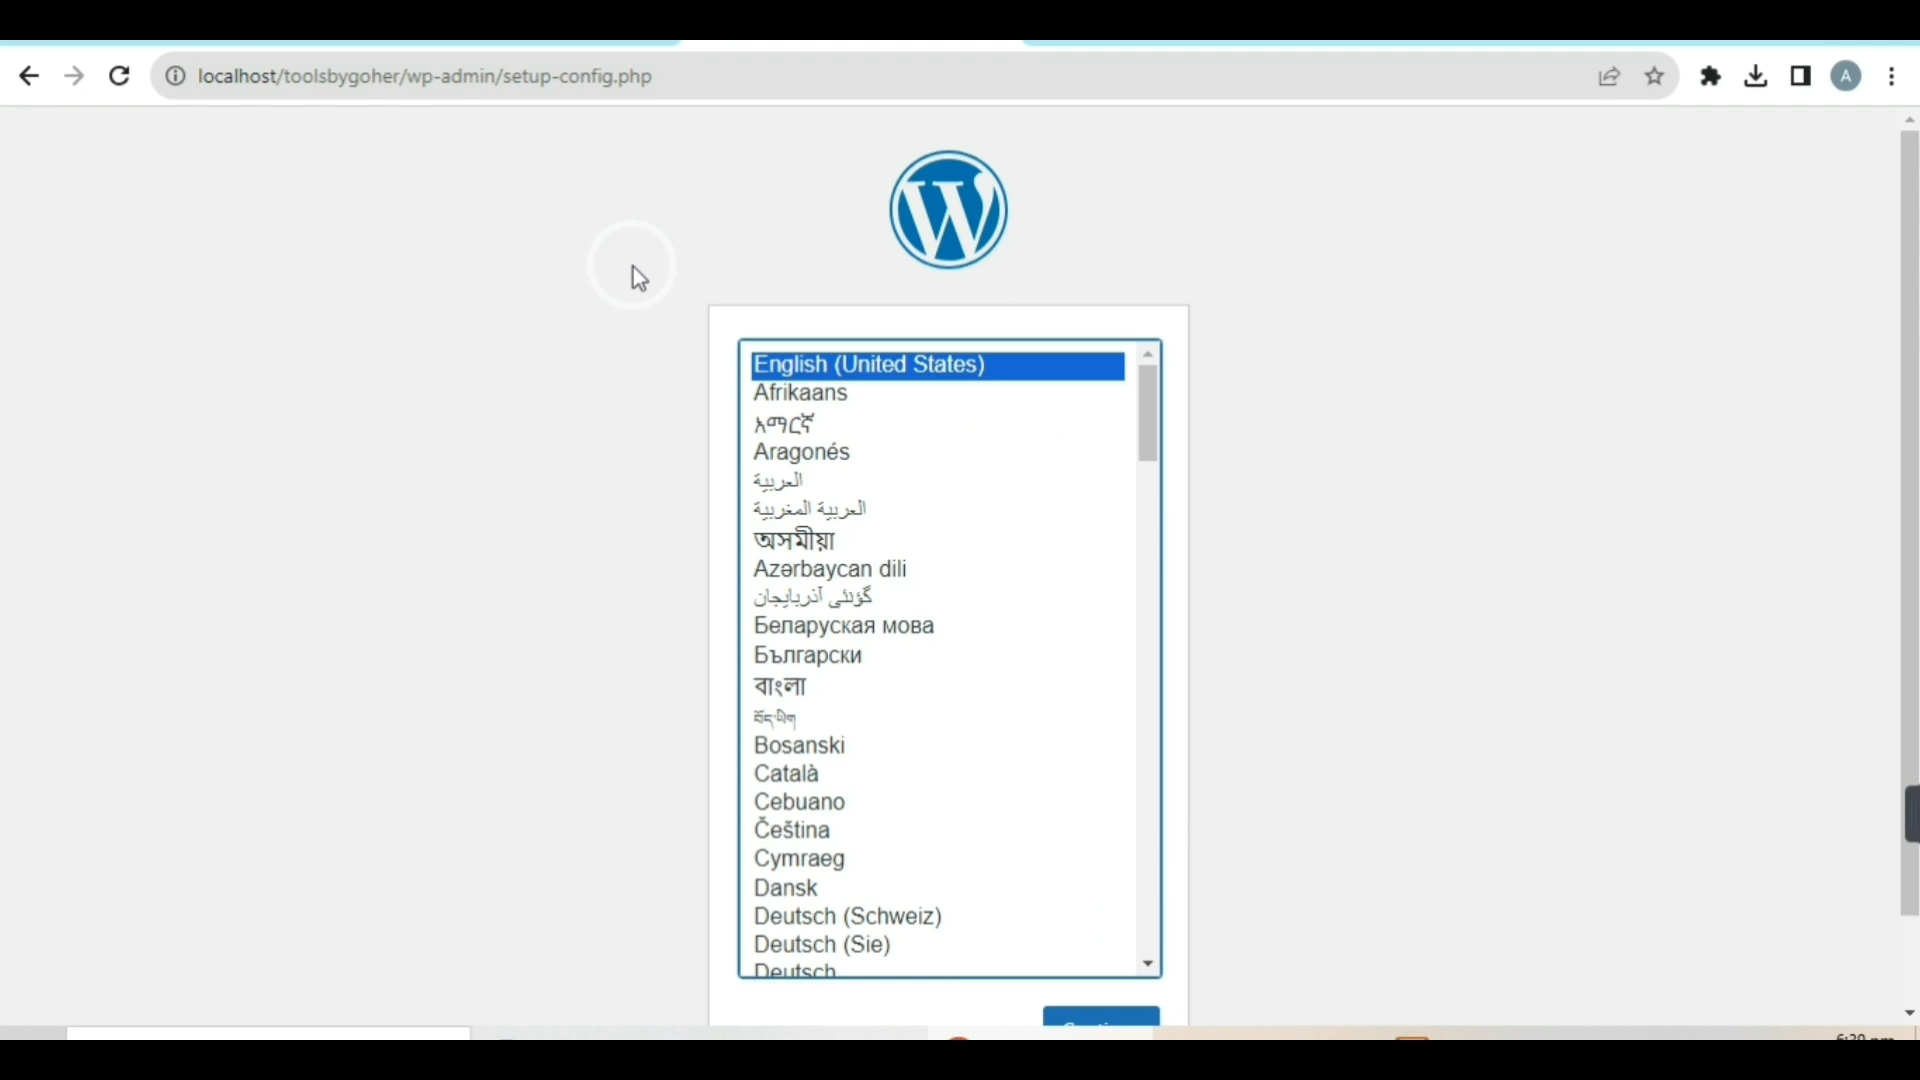 localhost/toolsbygoher/wp-admin/setup-config.php
A
English (United States)
Afrikaans
አማርኛ
Aragonés
العربية
العربية المغربية
অসমীয়া
Azərbaycan dili
گؤنئی آذربایجان
Беларуская мова
Български
বাংলা
བོད་ཡིག
Bosanski
Català
Cebuano
Čeština
Cymraeg
Dansk
Deutsch (Schweiz)
Deutsch (Sie)
Deutsch